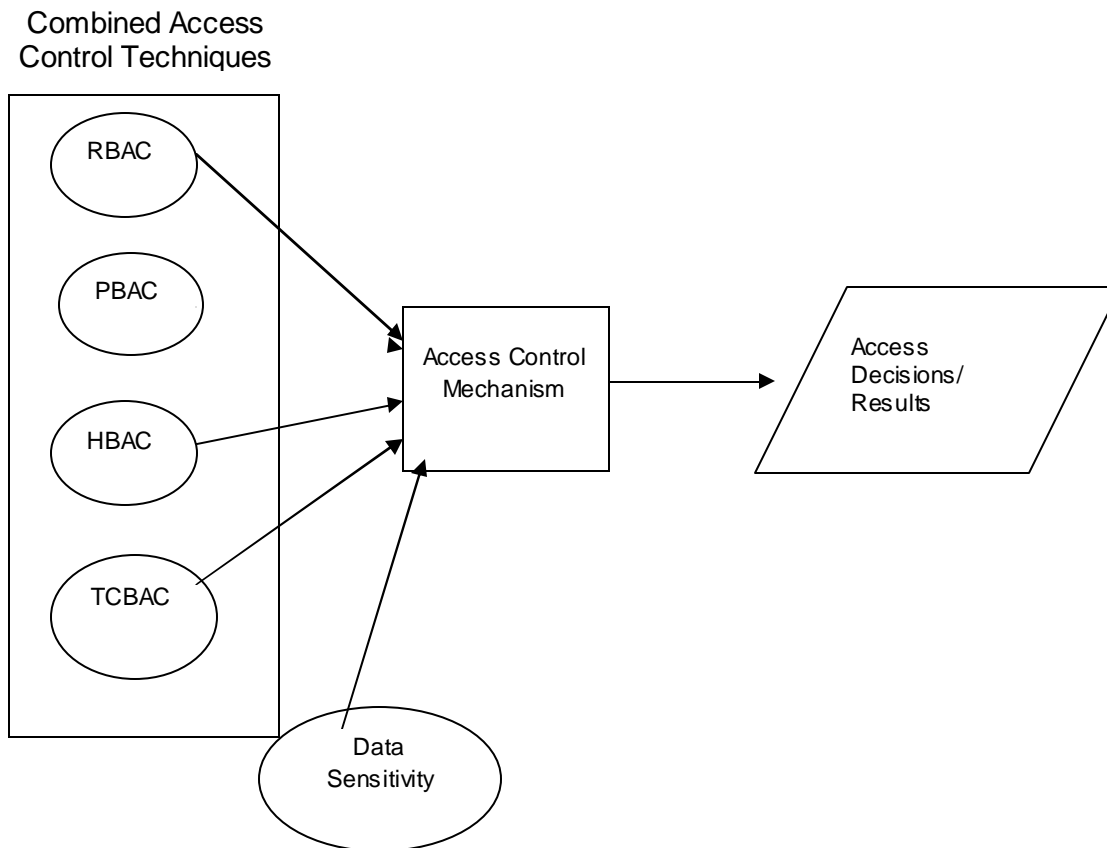 Combined Access
Control Techniques
RBAC
PBAC
HBAC
TCBAC
Access Control
Mechanism
Access
Decisions/
Results
Data
Sensitivity